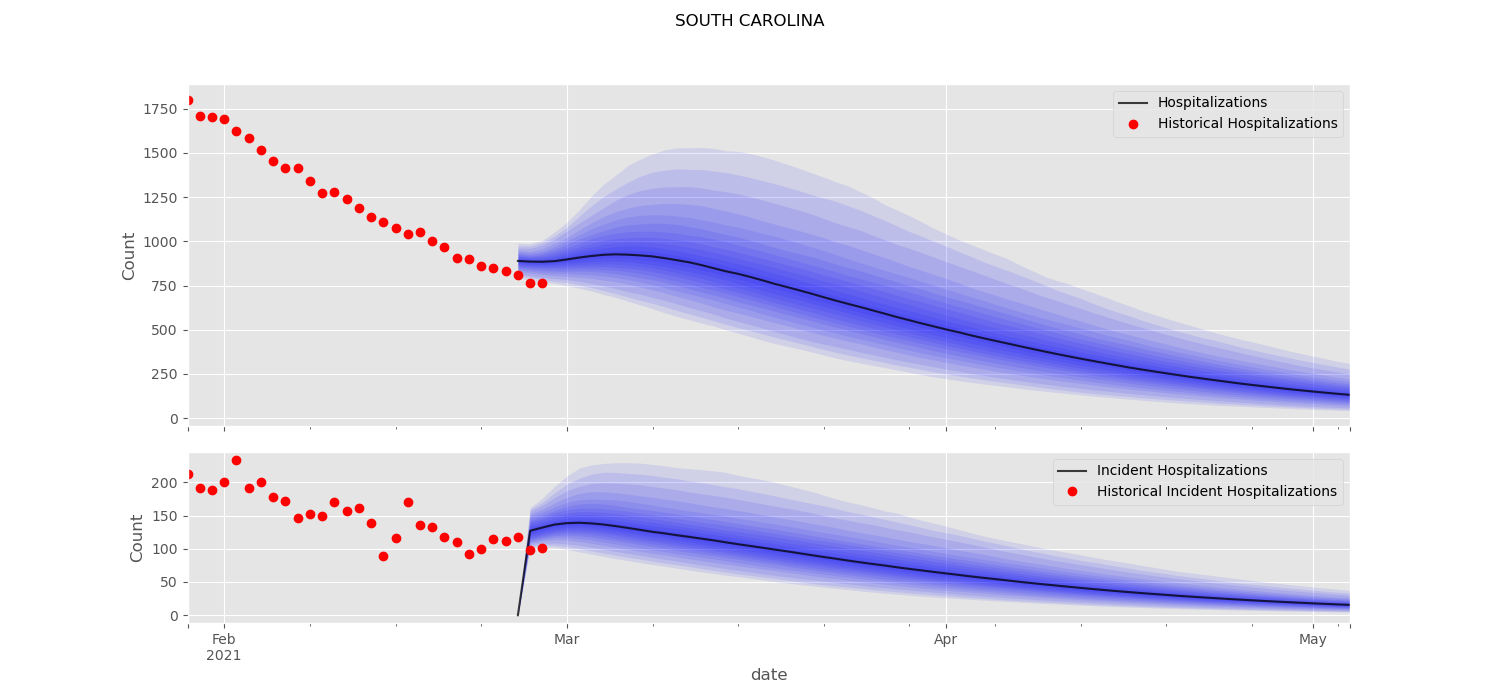 SOUTH CAROLINA
Count
1750
1500
1250
1000
750
500
250
0
Hospitalizations
Historical Hospitalizations
Count
200
150
100
50
0
Incident Hospitalizations
Historical Incident Hospitalizations
Feb
2021
Mar
Apr
May
date